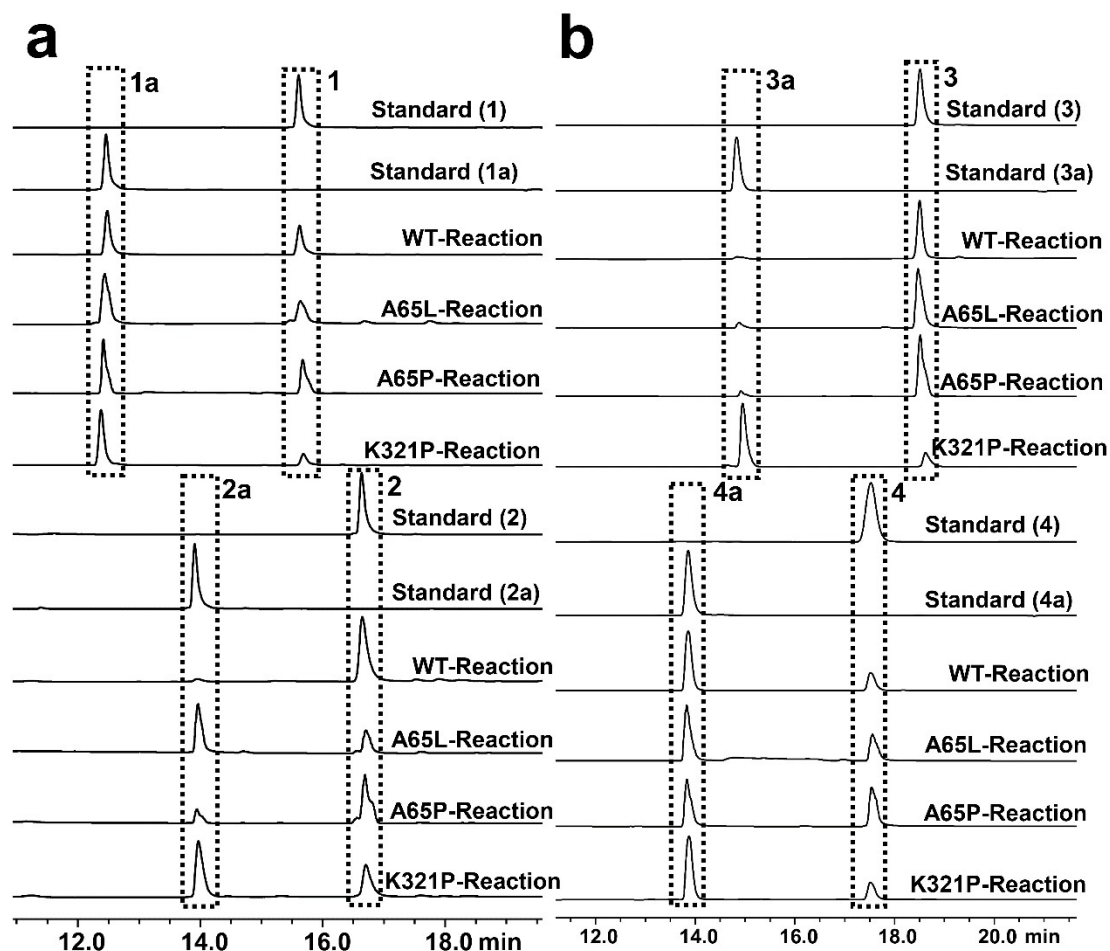 a
1a
1
Standard (1)
Standard (1a)
WT-Reaction
A65L-Reaction
A65P-Reaction
K321P-Reaction
2a
2
Standard (2)
Standard (2a)
WT-Reaction
A65L-Reaction
A65P-Reaction
K321P-Reaction
12.0 14.0 16.0 18.0 min
b
3a
3
Standard (3)
Standard (3a)
WT-Reaction
A65L-Reaction
A65P-Reaction
K321P-Reaction
4a
4
Standard (4)
Standard (4a)
WT-Reaction
A65L-Reaction
A65P-Reaction
K321P-Reaction
12.0 14.0 16.0 18.0 20.0 min